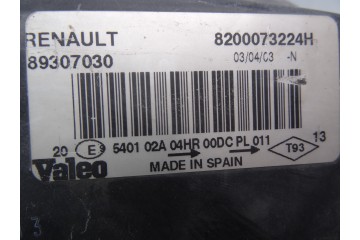 RENAULT 8200073224H
89307030 03/04/03 -N
20 E9 5401 02A 04HR 00DC PL 011 T93 13
Valeo MADE IN SPAIN